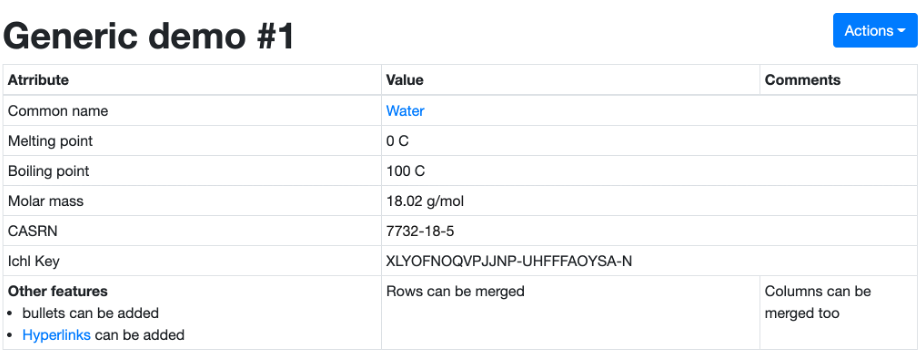 Generic demo #1
Actions
Atrribute Value Comments
Common name Water
Melting point 0 C
Boiling point 100 C
Molar mass 18.02 g/mol
CASRN 7732-18-5
Ichl Key XLYOFNOQVPJJNP-UHFFFAOYSA-N
Other features Rows can be merged Columns can be
• bullets can be added merged too
• Hyperlinks can be added